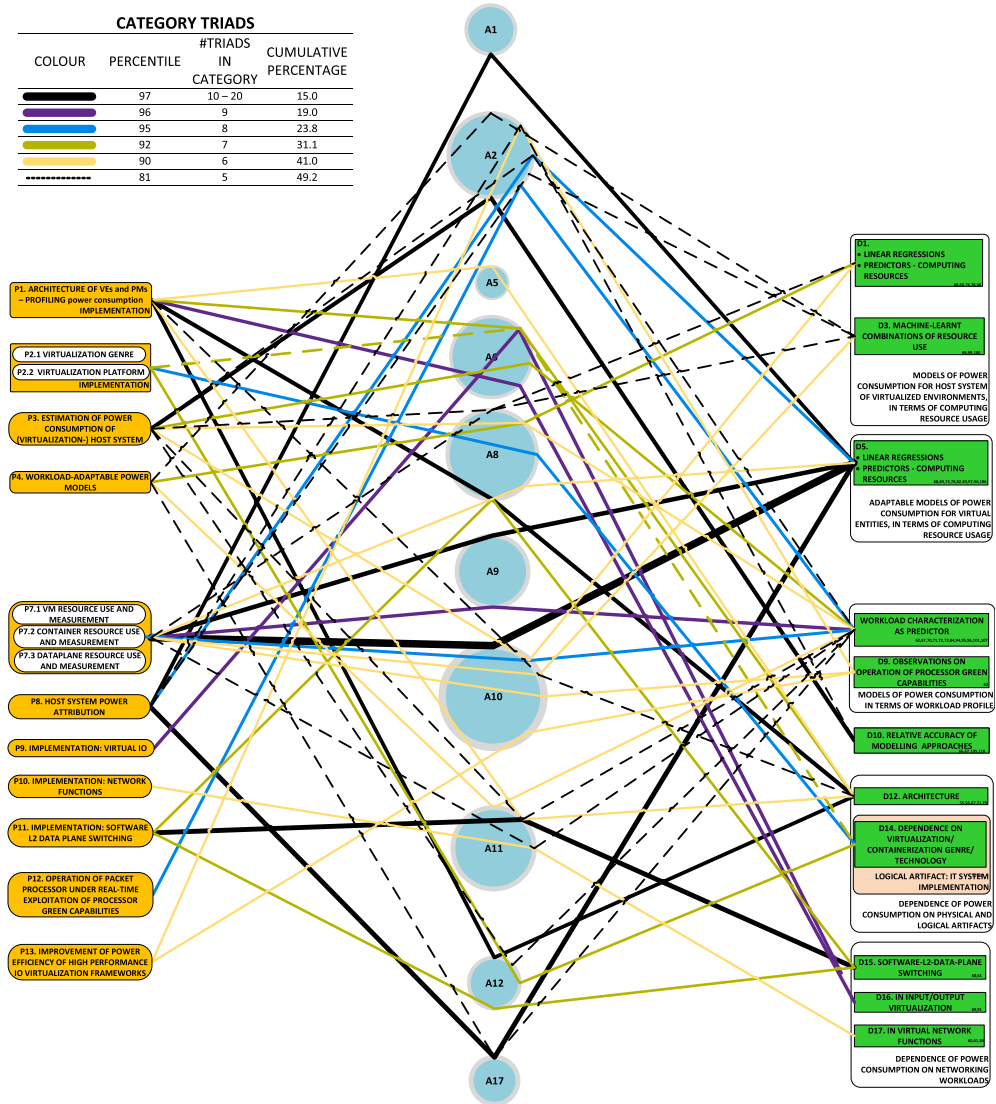 CATEGORY TRIADS
COLOUR PERCENTILE #TRIADS IN CATEGORY CUMULATIVE PERCENTAGE
97 10 – 20 15.0
96 9 19.0
95 8 23.8
92 7 31.1
90 6 41.0
81 5 49.2
A1
A2
A5
A6
A8
A9
A10
A11
A12
A17
P1. ARCHITECTURE OF VEs and PMs
– PROFILING power consumption
IMPLEMENTATION
P2.1 VIRTUALIZATION GENRE
P2.2 VIRTUALIZATION PLATFORM
IMPLEMENTATION
P3. ESTIMATION OF POWER
CONSUMPTION OF
(VIRTUALIZATION-) HOST SYSTEM
P4. WORKLOAD-ADAPTABLE POWER
MODELS
P7.1 VM RESOURCE USE AND
MEASUREMENT
P7.2 CONTAINER RESOURCE USE
AND MEASUREMENT
P7.3 DATAPLANE RESOURCE USE
AND MEASUREMENT
P8. HOST SYSTEM POWER
ATTRIBUTION
P9. IMPLEMENTATION: VIRTUAL IO
P10. IMPLEMENTATION: NETWORK
FUNCTIONS
P11. IMPLEMENTATION: SOFTWARE
L2 DATA PLANE SWITCHING
P12. OPERATION OF PACKET
PROCESSOR UNDER REAL-TIME
EXPLOITATION OF PROCESSOR
GREEN CAPABILITIES
P13. IMPROVEMENT OF POWER
EFFICIENCY OF HIGH PERFORMANCE
IO VIRTUALIZATION FRAMEWORKS
D1.
• LINEAR REGRESSIONS
• PREDICTORS - COMPUTING
RESOURCES
D3. MACHINE-LEARNT
COMBINATIONS OF RESOURCE
USE
MODELS OF POWER
CONSUMPTION FOR HOST SYSTEM
OF VIRTUALIZED ENVIRONMENTS,
IN TERMS OF COMPUTING
RESOURCE USAGE
D5.
• LINEAR REGRESSIONS
• PREDICTORS - COMPUTING
RESOURCES
ADAPTABLE MODELS OF POWER
CONSUMPTION FOR VIRTUAL
ENTITIES, IN TERMS OF COMPUTING
RESOURCE USAGE
WORKLOAD CHARACTERIZATION
AS PREDICTOR
D9. OBSERVATIONS ON
OPERATION OF PROCESSOR GREEN
CAPABILITIES
MODELS OF POWER CONSUMPTION
IN TERMS OF WORKLOAD PROFILE
D10. RELATIVE ACCURACY OF
MODELLING APPROACHES
D12. ARCHITECTURE
D14. DEPENDENCE ON
VIRTUALIZATION/
CONTAINERIZATION GENRE/
TECHNOLOGY
LOGICAL ARTIFACT: IT SYSTEM
IMPLEMENTATION
DEPENDENCE OF POWER
CONSUMPTION ON PHYSICAL AND
LOGICAL ARTIFACTS
D15. SOFTWARE-L2-DATA-PLANE
SWITCHING
D16. IN INPUT/OUTPUT
VIRTUALIZATION
D17. IN VIRTUAL NETWORK
FUNCTIONS
DEPENDENCE OF POWER
CONSUMPTION ON NETWORKING
WORKLOADS